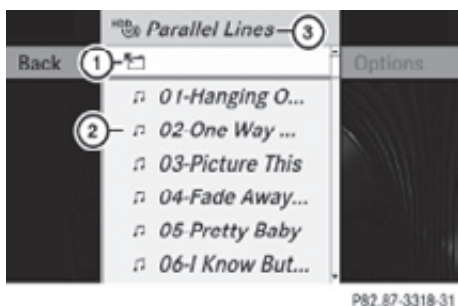 HDD Parallel Lines 3
Back 1 Options
01-Hanging O...
2 02-One Way ...
03-Picture This
04-Fade Away...
05-Pretty Baby
06-I Know But...
P82.87-3318-31